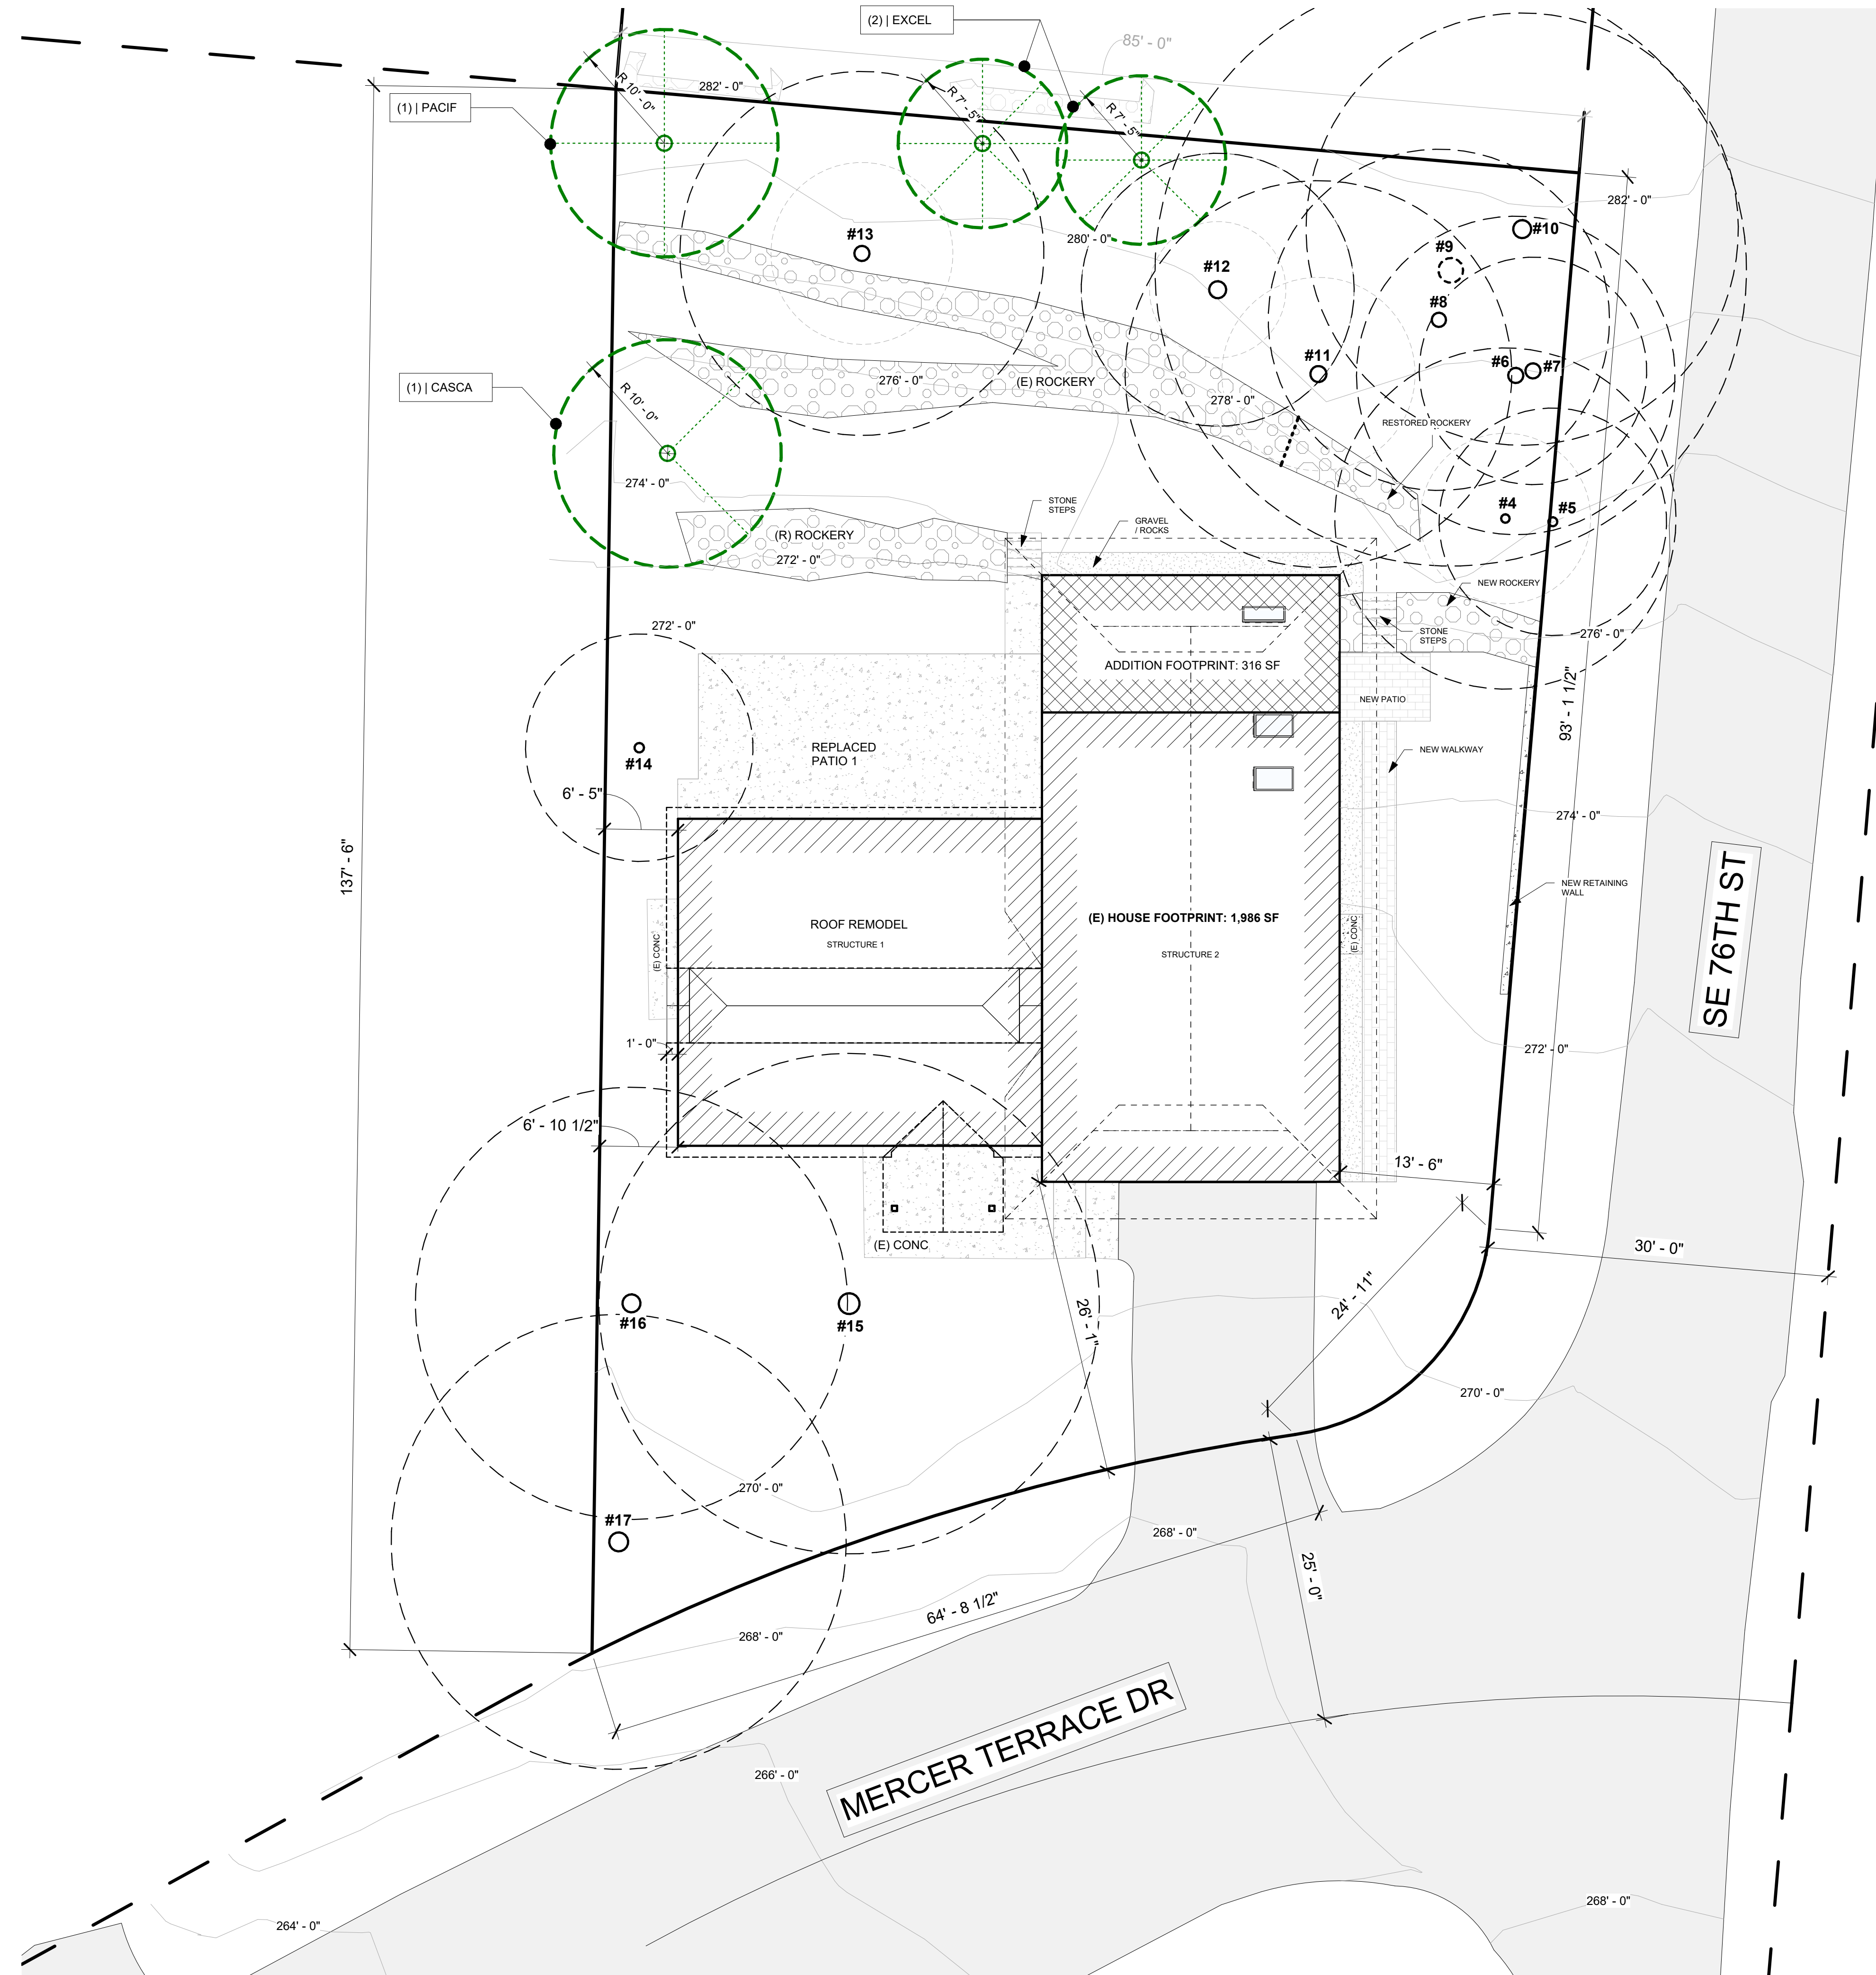 (2) | EXCEL
85' - 0"
(1) | PACIF
R 10' - 0"
282' - 0"
R 7' - 5"
R 7' - 5"
282' - 0"
#13
280' - 0"
#10
#9
#12
#8
#11
#6
#7
(1) | CASCA
R 10' - 0"
276' - 0"
(E) ROCKERY
278' - 0"
RESTORED ROCKERY
274' - 0"
STONE
STEPS
#4
#5
GRAVEL
/ ROCKS
(R) ROCKERY
272' - 0"
NEW ROCKERY
272' - 0"
STONE
STEPS
276' - 0"
ADDITION FOOTPRINT: 316 SF
NEW PATIO
93' - 1 1/2"
REPLACED
PATIO 1
NEW WALKWAY
#14
6' - 5"
274' - 0"
137' - 6"
NEW RETAINING
WALL
SE 76TH ST
ROOF REMODEL
STRUCTURE 1
(E) HOUSE FOOTPRINT: 1,986 SF
STRUCTURE 2
(E) CONC
(E) CONC
1' - 0"
272' - 0"
6' - 10 1/2"
13' - 6"
(E) CONC
30' - 0"
24' - 11"
26' - 1"
#16
#15
270' - 0"
270' - 0"
#17
268' - 0"
25' - 0"
64' - 8 1/2"
268' - 0"
MERCER TERRACE DR
266' - 0"
268' - 0"
264' - 0"